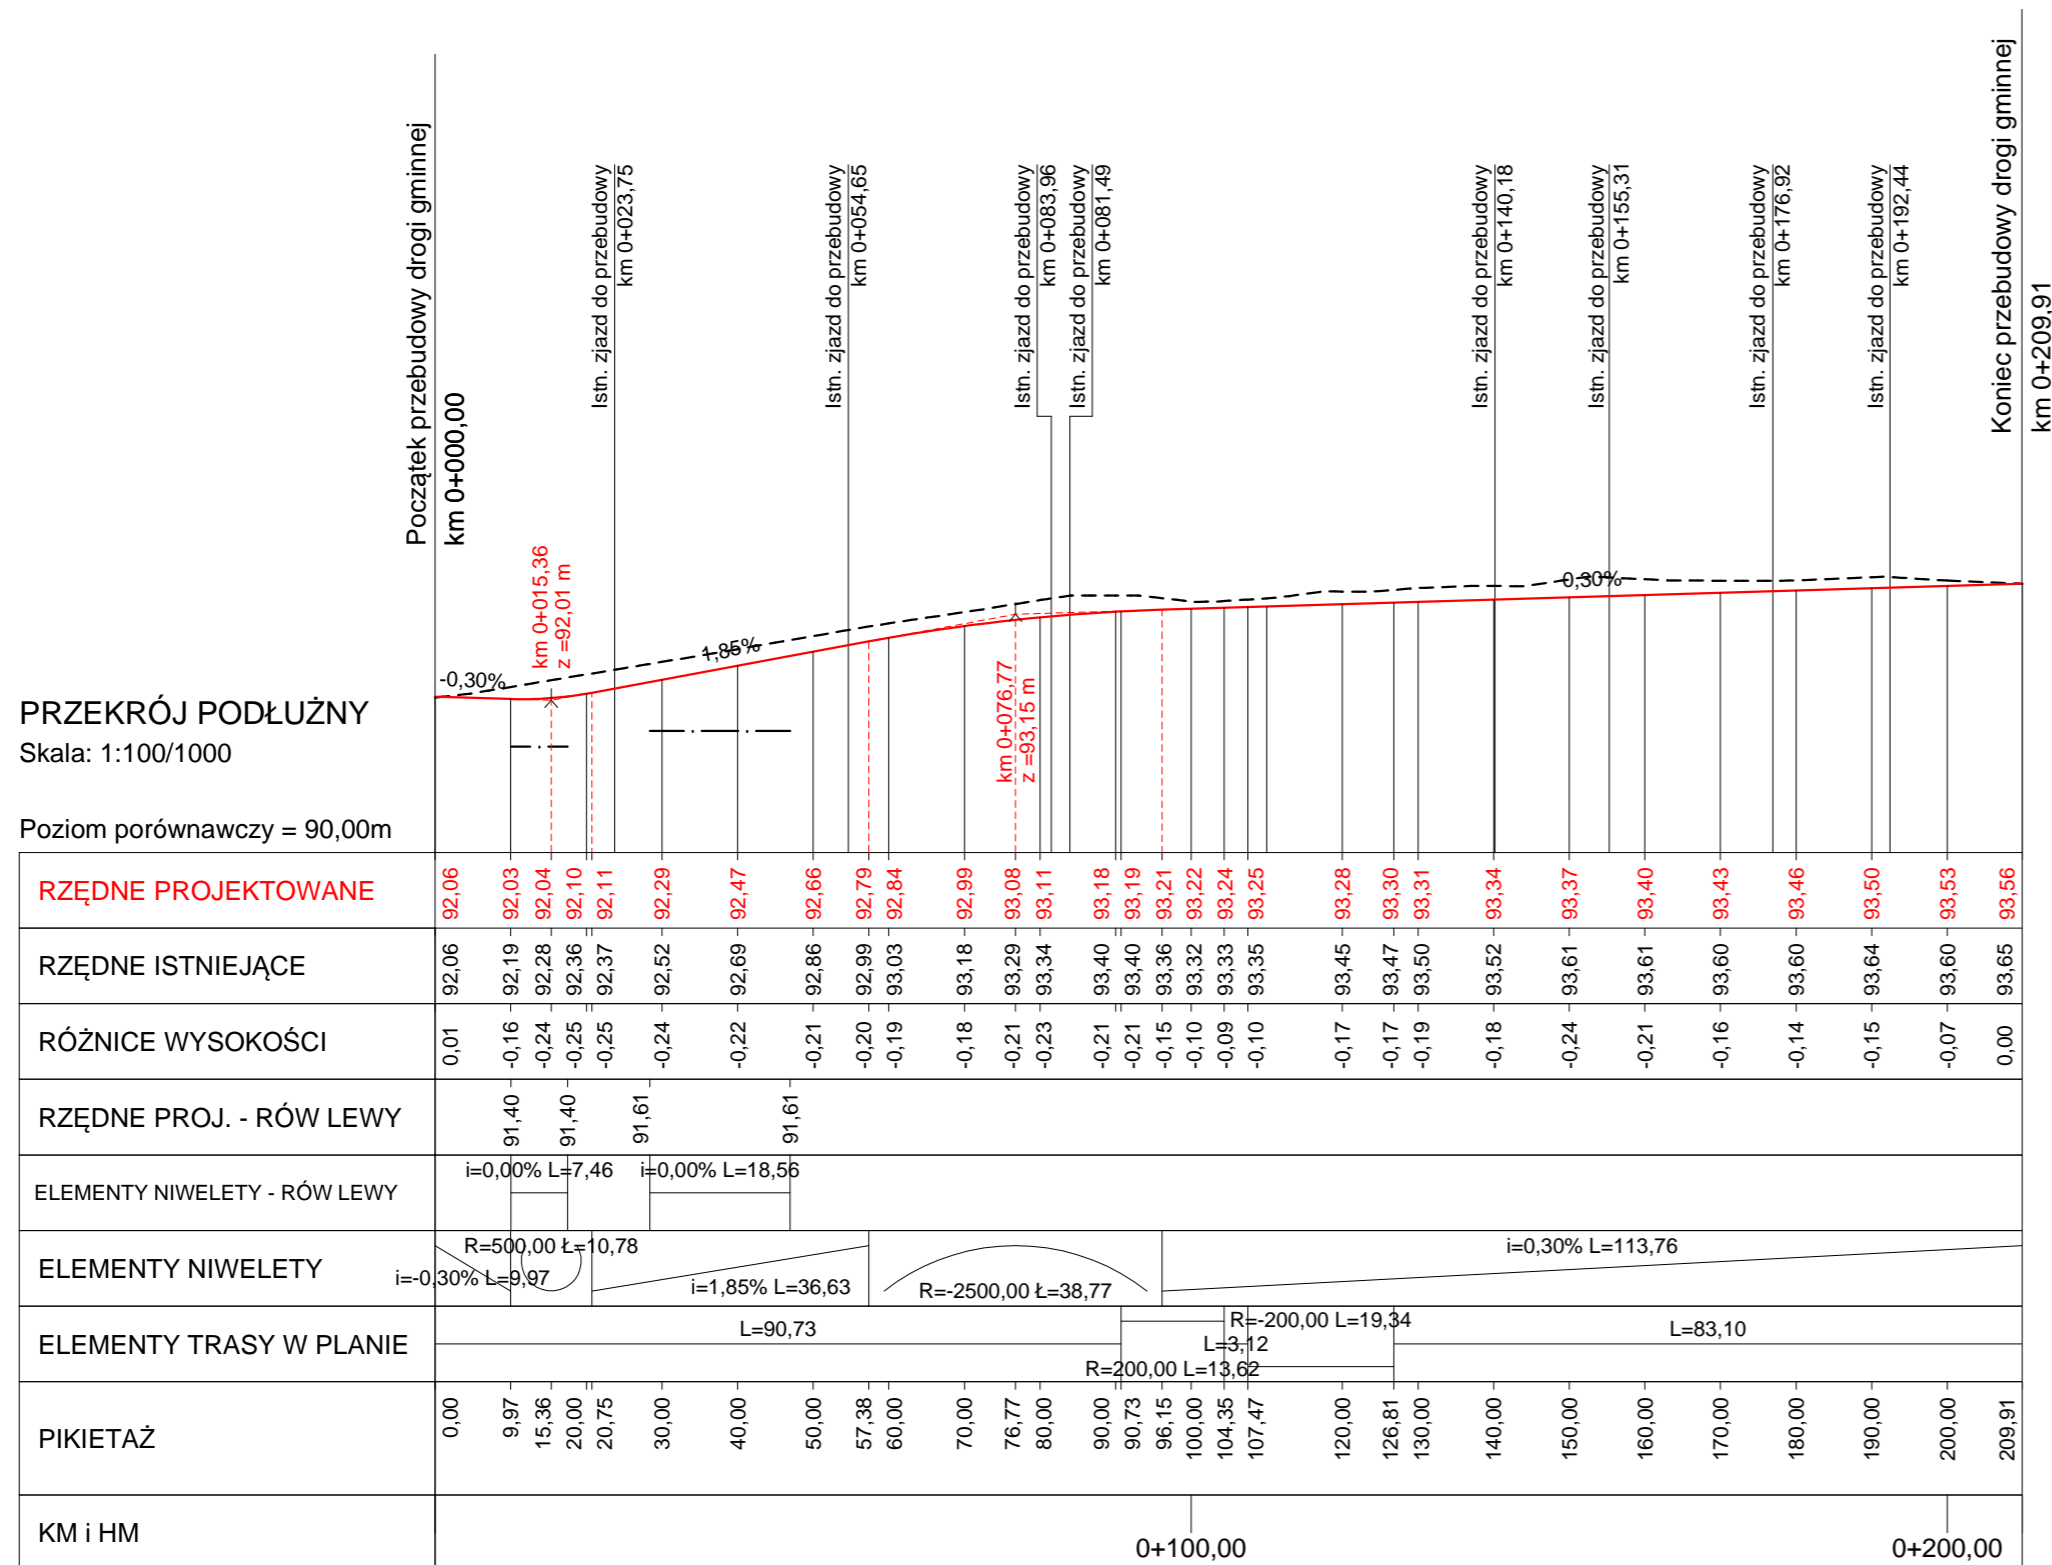 Początek przebudowy drogi gminnej
km 0+000,00
Istn. zjazd do przebudowy
km 0+023,75
Istn. zjazd do przebudowy
km 0+054,65
Istn. zjazd do przebudowy
km 0+083,96
Istn. zjazd do przebudowy
km 0+081,49
Istn. zjazd do przebudowy
km 0+140,18
Istn. zjazd do przebudowy
km 0+155,31
Istn. zjazd do przebudowy
km 0+176,92
Istn. zjazd do przebudowy
km 0+192,44
Koniec przebudowy drogi gminnej
km 0+209,91
km 0+015,36
z =92,01 m
km 0+076,77
z =93,15 m
-0,30%
1,85%
0,30%
PRZEKRÓJ PODŁUŻNY
Skala: 1:100/1000
Poziom porównawczy = 90,00m
RZĘDNE PROJEKTOWANE
92,06 92,03 92,04 92,10 92,11 92,29 92,47 92,66 92,79 92,84 92,99 93,08 93,11 93,18 93,19 93,21 93,22 93,24 93,25 93,28 93,30 93,31 93,34 93,37 93,40 93,43 93,46 93,50 93,53 93,56
RZĘDNE ISTNIEJĄCE
92,06 92,19 92,28 92,36 92,37 92,52 92,69 92,86 92,99 93,03 93,18 93,29 93,34 93,40 93,40 93,36 93,32 93,33 93,35 93,45 93,47 93,50 93,52 93,61 93,61 93,60 93,60 93,64 93,60 93,65
RÓŻNICE WYSOKOŚCI
0,01 -0,16 -0,24 -0,25 -0,25 -0,24 -0,22 -0,21 -0,20 -0,19 -0,18 -0,21 -0,23 -0,21 -0,21 -0,15 -0,10 -0,09 -0,10 -0,17 -0,17 -0,19 -0,18 -0,24 -0,21 -0,16 -0,14 -0,15 -0,07 0,00
RZĘDNE PROJ. - RÓW LEWY
91,40 91,40 91,61 91,61
ELEMENTY NIWELETY - RÓW LEWY
i=0,00% L=7,46 i=0,00% L=18,56
ELEMENTY NIWELETY
i=-0,30% L=9,97
R=500,00 Ł=10,78
i=1,85% L=36,63
R=-2500,00 Ł=38,77
i=0,30% L=113,76
ELEMENTY TRASY W PLANIE
L=90,73
R=200,00 L=13,62
L=3,12
R=-200,00 L=19,34
L=83,10
PIKIETAŻ
0,00 9,97 15,36 20,00 20,75 30,00 40,00 50,00 57,38 60,00 70,00 76,77 80,00 90,00 90,73 96,15 100,00 104,35 107,47 120,00 126,81 130,00 140,00 150,00 160,00 170,00 180,00 190,00 200,00 209,91
KM i HM
0+100,00 0+200,00